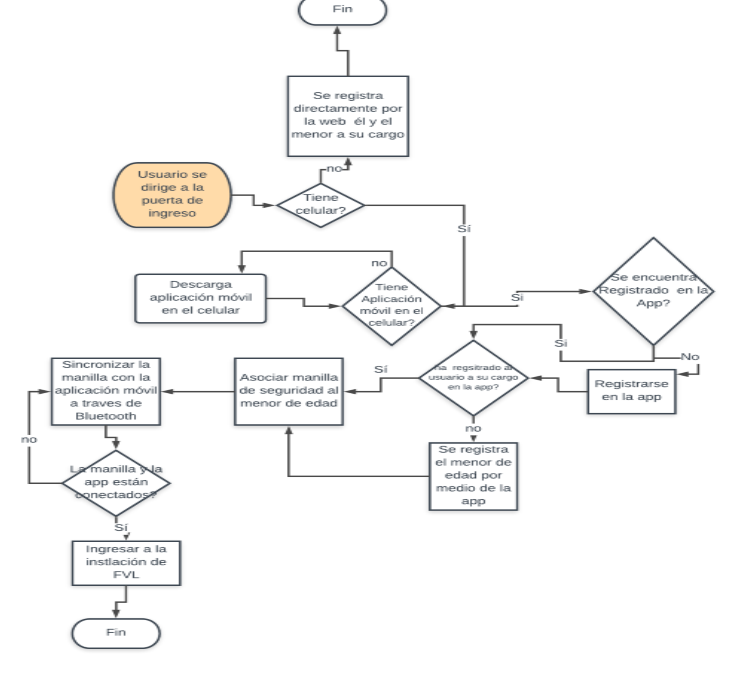 Fin
Se registra
directamente por
la web él y el
menor a su cargo
no
Usuario se
dirige a la
puerta de
ingreso
Tiene
celular?
Sí
no
Descarga
aplicación móvil
en el celular
Tiene
Aplicación
móvil en el
celular?
Si
Se encuentra
Registrado en la
App?
Si
No
Sincronizar la
manilla con la
aplicación móvil
a traves de
Bluetooth
Asociar manilla
de seguridad al
menor de edad
Sí
ha regsitrado al
usuario a su cargo
en la app?
Registrarse
en la app
no
no
Se registra
el menor de
edad por
medio de la
app
La manilla y la
app están
conectados?
Sí
Ingresar a la
instlación de
FVL
Fin